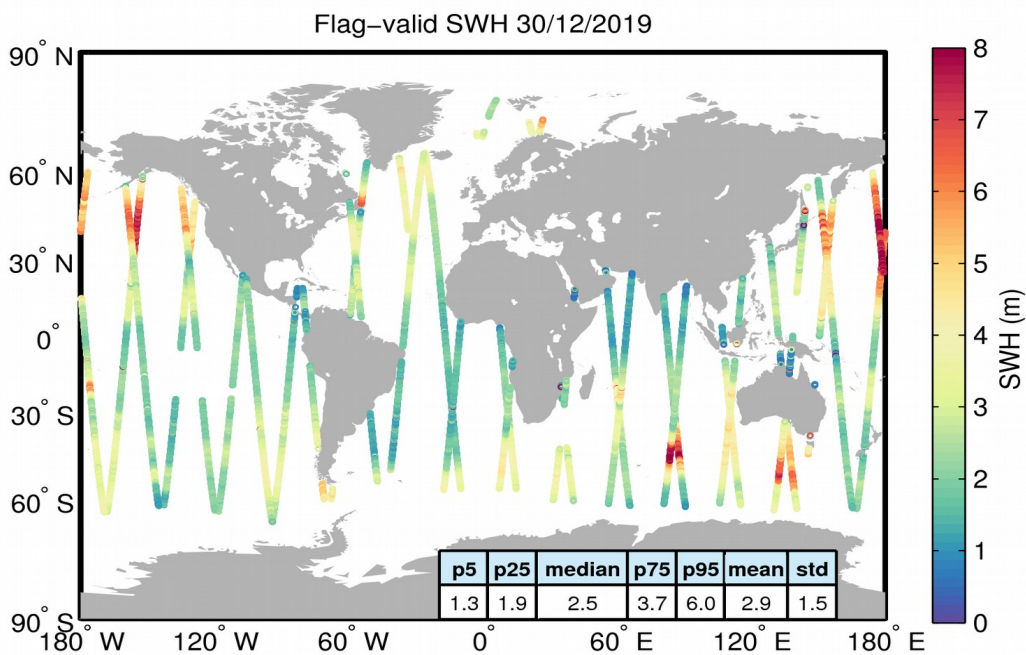 Flag−valid SWH 30/12/2019
90° N
60° N
30° N
0°
30° S
60° S
90° S
180° W
120° W
60° W
0°
60° E
120° E
180° E
8
7
6
5
4
3
2
1
0
SWH (m)
p5 p25 median p75 p95 mean std
1.3 1.9 2.5 3.7 6.0 2.9 1.5